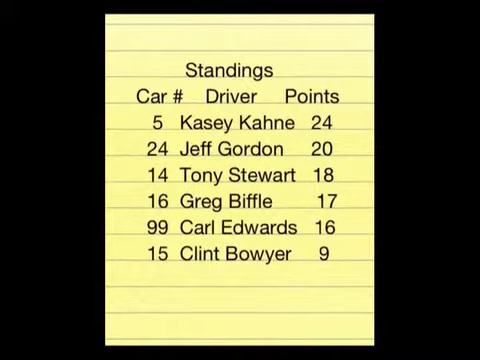 Standings
Car # Driver Points
5 Kasey Kahne 24
24 Jeff Gordon 20
14 Tony Stewart 18
16 Greg Biffle 17
99 Carl Edwards 16
15 Clint Bowyer 9